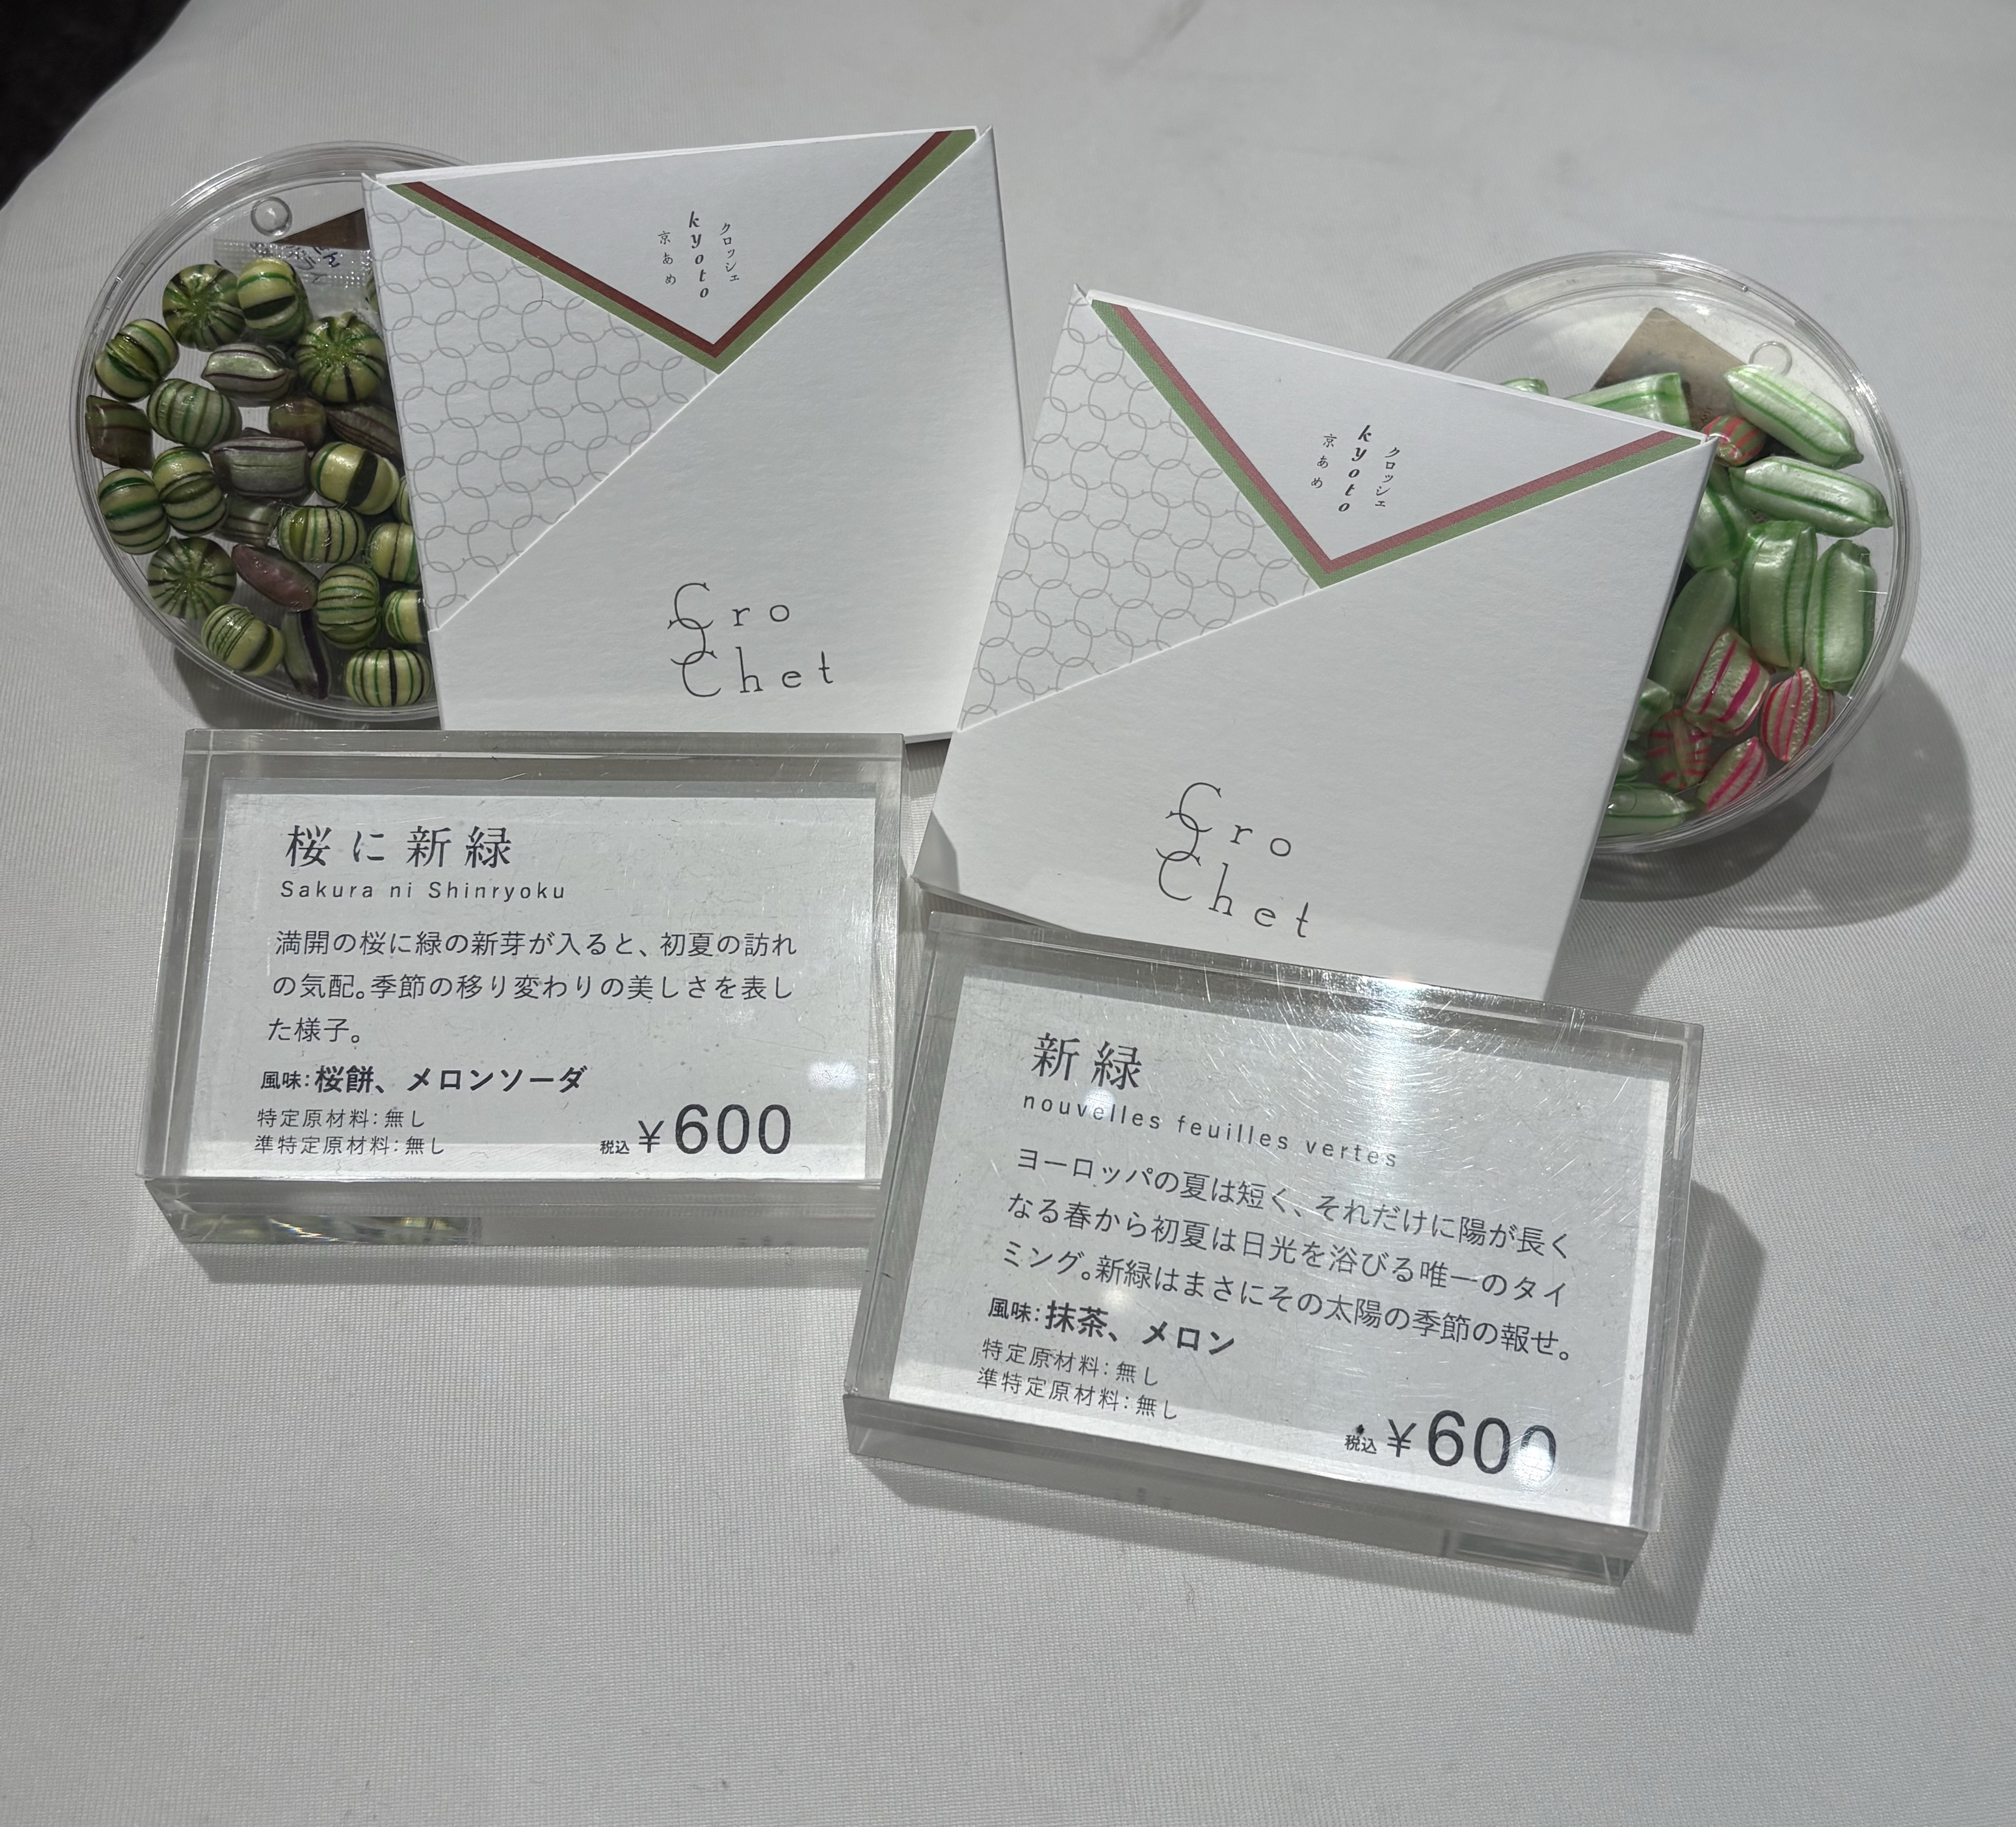 クロッシェ
kyoto
京あめ
Cro
Chet
クロッシェ
kyoto
京あめ
Cro
Chet
桜に新緑
Sakura ni Shinryoku
満開の桜に緑の新芽が入ると、初夏の訪れ
の気配。季節の移り変わりの美しさを表し
た様子。
風味：桜餅、メロンソーダ
特定原材料：無し
準特定原材料：無し
税込 ¥600
新緑
nouvelles feuilles vertes
ヨーロッパの夏は短く、それだけに陽が長く
なる春から初夏は日光を浴びる唯一のタイ
ミング。新緑はまさにその太陽の季節の報せ。
風味：抹茶、メロン
特定原材料：無し
準特定原材料：無し
税込 ¥600